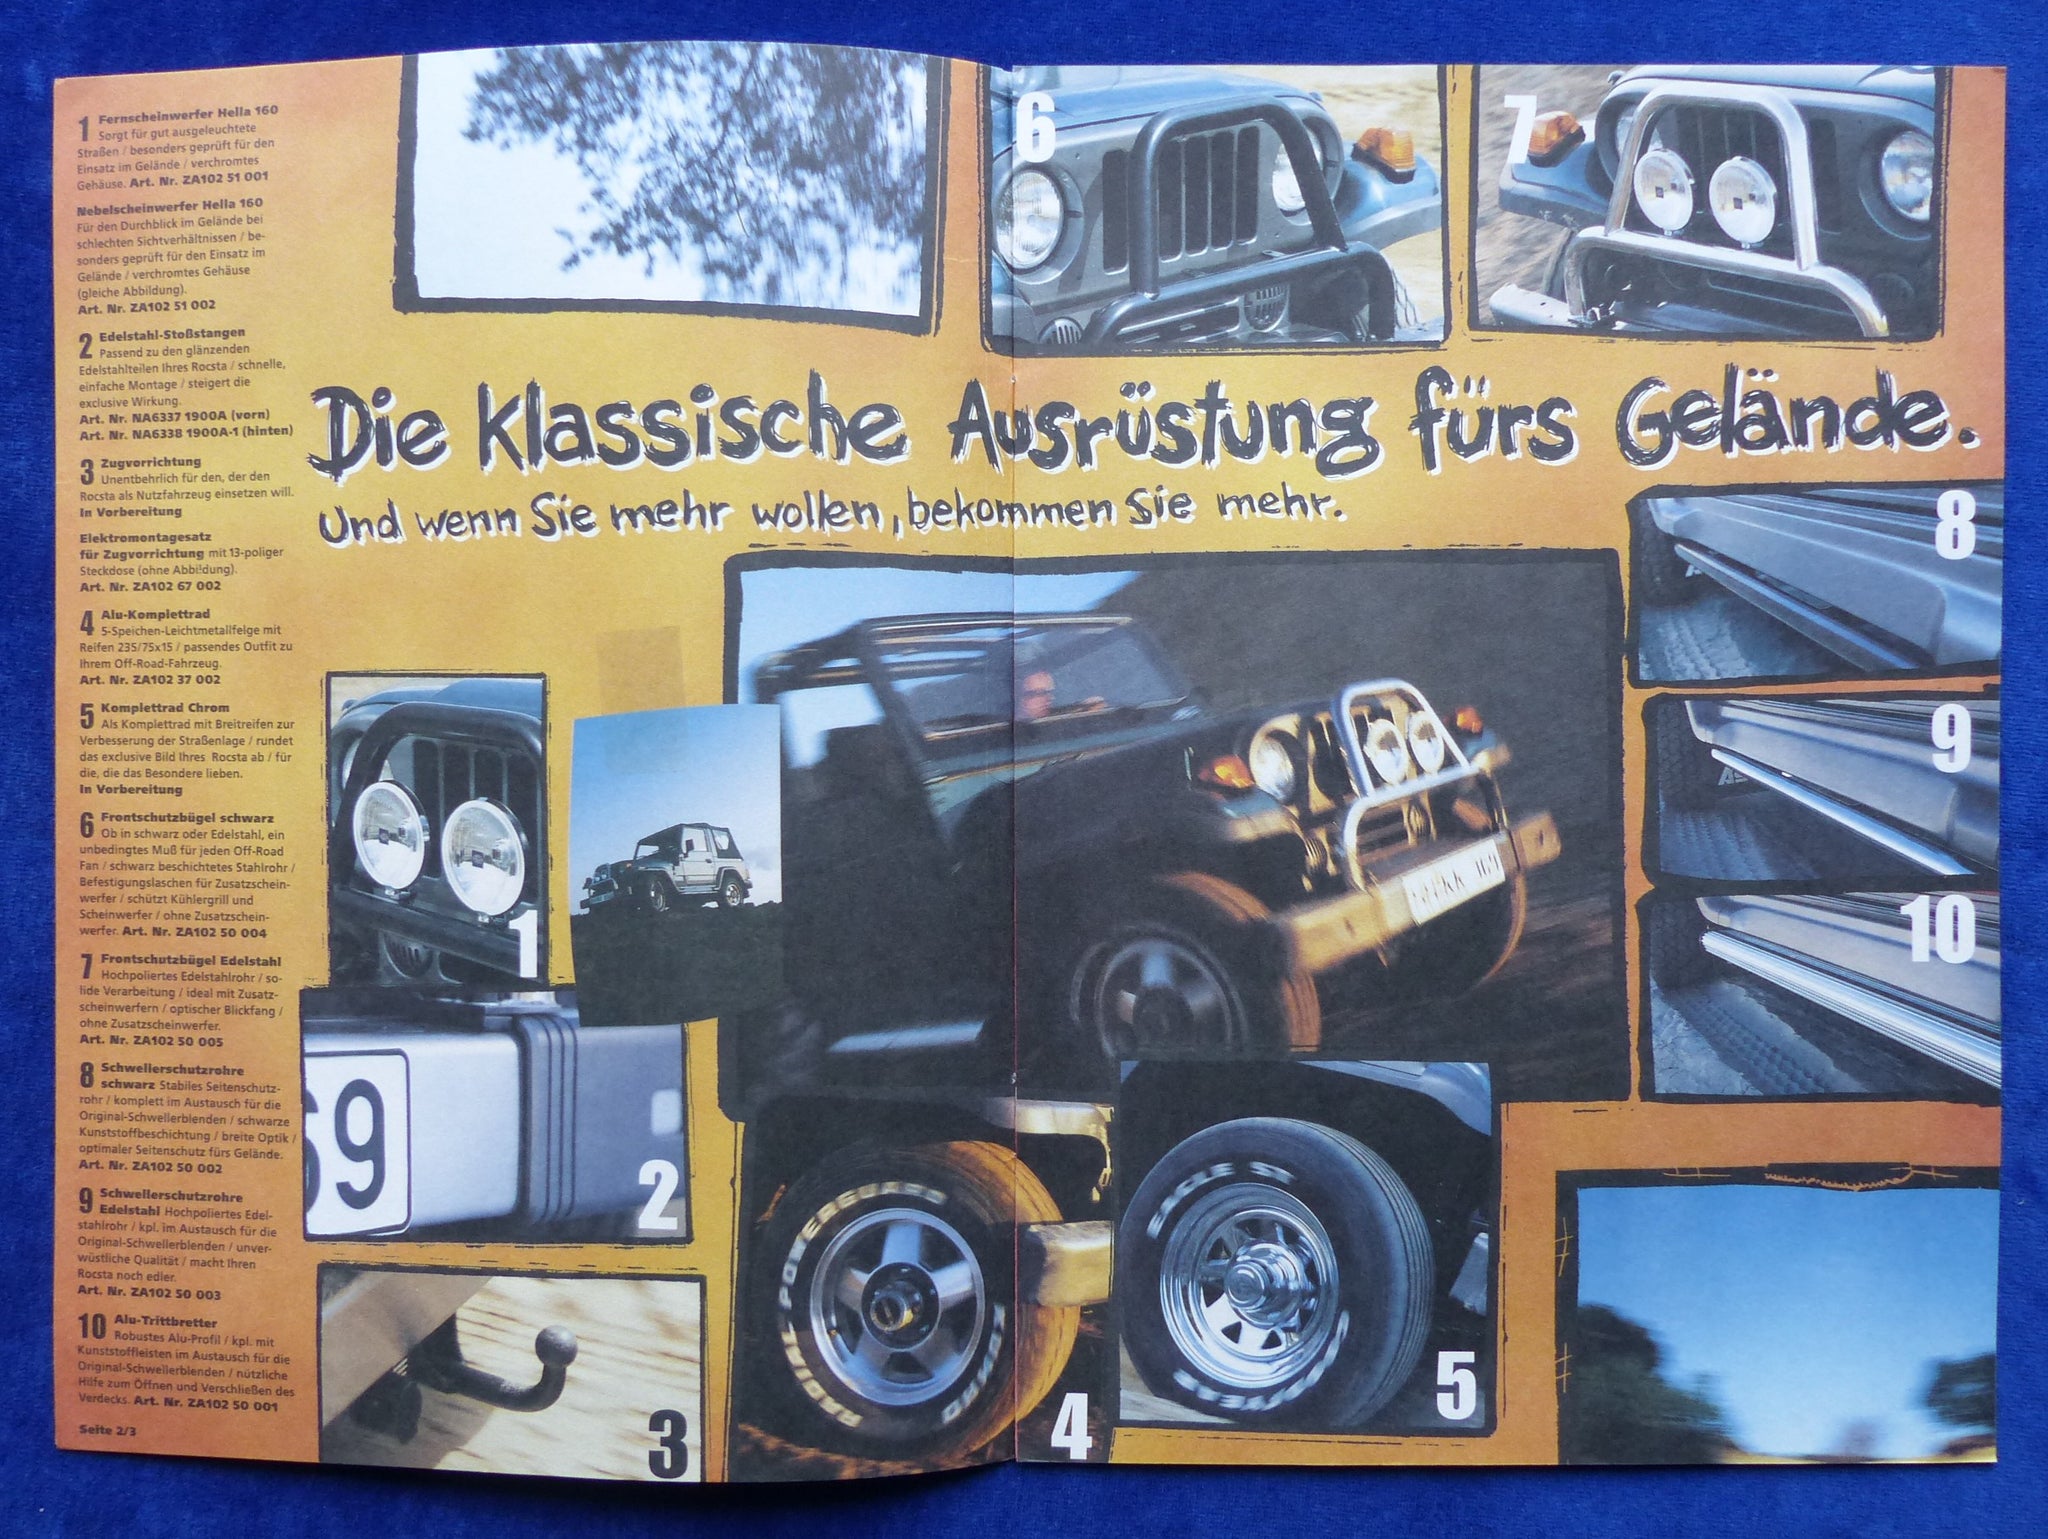 1 Fernscheinwerfer Hella 160
Sorgt für gut ausgeleuchtete
Straßen / besonders geprüft für den
Einsatz im Gelände / verchromtes
Gehäuse. Art. Nr. ZA102 51 001
Nebelscheinwerfer Hella 160
Für den Durchblick im Gelände bei
schlechten Sichtverhältnissen / be-
sonders geprüft für den Einsatz im
Gelände / verchromtes Gehäuse
(gleiche Abbildung).
Art. Nr. ZA102 51 002
2 Edelstahl-Stoßstangen
Passend zu den glänzenden
Edelstahlteilen Ihres Rocsta / schnelle,
einfache Montage / steigert die
exclusive Wirkung.
Art. Nr. NA6337 1900A (vorn)
Art. Nr. NA6338 1900A-1 (hinten)
3 Zugvorrichtung
Unentbehrlich für den, der den
Rocsta als Nutzfahrzeug einsetzen will.
In Vorbereitung
Elektromontagesatz
für Zugvorrichtung mit 13-poliger
Steckdose (ohne Abbildung).
Art. Nr. ZA102 67 002
4 Alu-Komplettrad
5-Speichen-Leichtmetallfelge mit
Reifen 235/75x15 / passendes Outfit zu
Ihrem Off-Road-Fahrzeug.
Art. Nr. ZA102 37 002
5 Komplettrad Chrom
Als Komplettrad mit Breitreifen zur
Verbesserung der Straßenlage / rundet
das exclusive Bild Ihres Rocsta ab / für
die, die das Besondere lieben.
In Vorbereitung
6 Frontschutzbügel schwarz
Ob in schwarz oder Edelstahl, ein
unbedingtes Muß für jeden Off-Road
Fan / schwarz beschichtetes Stahlrohr /
Befestigungslaschen für Zusatzschein-
werfer / schützt Kühlergrill und
Scheinwerfer / ohne Zusatzschein-
werfer. Art. Nr. ZA102 50 004
7 Frontschutzbügel Edelstahl
Hochpoliertes Edelstahlrohr / so-
lide Verarbeitung / ideal mit Zusatz-
scheinwerfern / optischer Blickfang /
ohne Zusatzscheinwerfer.
Art. Nr. ZA102 50 005
8 Schwellerschutzrohre
schwarz Stabiles Seitenschutz-
rohr / komplett im Austausch für die
Original-Schwellerblenden / schwarze
Kunststoffbeschichtung / breite Optik /
optimaler Seitenschutz fürs Gelände.
Art. Nr. ZA102 50 002
9 Schwellerschutzrohre
Edelstahl Hochpoliertes Edel-
stahlrohr / kpl. im Austausch für die
Original-Schwellerblenden / unver-
wüstliche Qualität / macht Ihren
Rocsta noch edler.
Art. Nr. ZA102 50 003
10 Alu-Trittbretter
Robustes Alu-Profil / kpl. mit
Kunststoffleisten im Austausch für die
Original-Schwellerblenden / nützliche
Hilfe zum Öffnen und Verschließen des
Verdecks. Art. Nr. ZA102 50 001
Seite 2/3
6
7
Die Klassische Ausrüstung fürs Gelände.
Und wenn Sie mehr wollen, bekommen Sie mehr.
8
9
10
1
69
2
3
RADIAL POWERGUARD
4
EAGLE ST
5